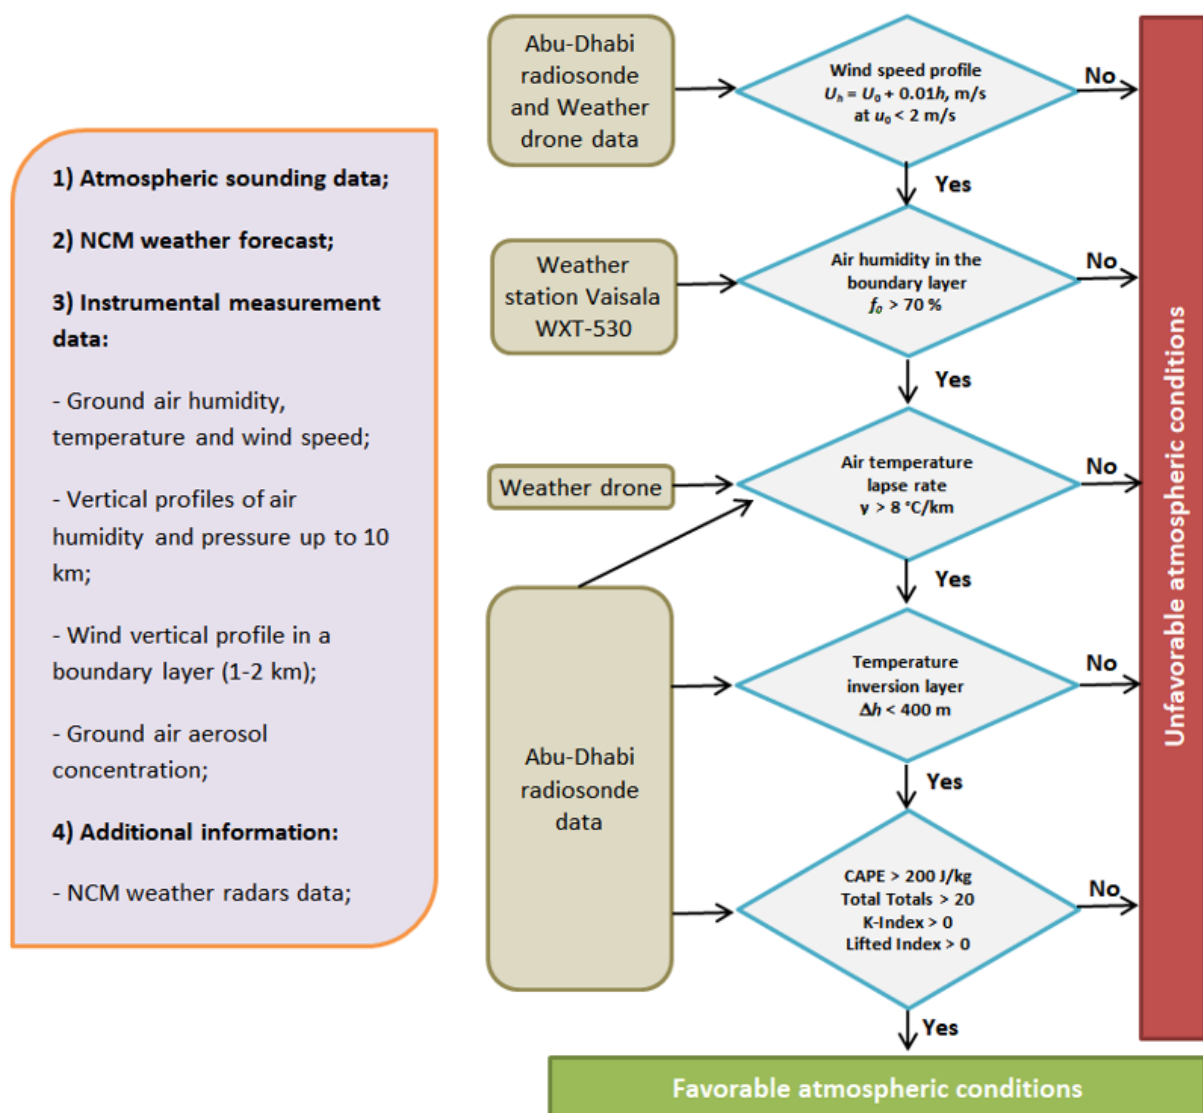 1) Atmospheric sounding data;
2) NCM weather forecast;
3) Instrumental measurement
data:
- Ground air humidity,
temperature and wind speed;
- Vertical profiles of air
humidity and pressure up to 10
km;
- Wind vertical profile in a
boundary layer (1-2 km);
- Ground air aerosol
concentration;
4) Additional information:
- NCM weather radars data;
Abu-Dhabi
radiosonde
and Weather
drone data
Wind speed profile
Uₕ = U₀ + 0.01h, m/s
at u₀ < 2 m/s
No
Yes
Weather
station Vaisala
WXT-530
Air humidity in the
boundary layer
f₀ > 70 %
No
Yes
Weather drone
Air temperature
lapse rate
γ > 8 °C/km
No
Yes
Abu-Dhabi
radiosonde
data
Temperature
inversion layer
Δh < 400 m
No
Yes
CAPE > 200 J/kg
Total Totals > 20
K-Index > 0
Lifted Index > 0
No
Yes
Unfavorable atmospheric conditions
Favorable atmospheric conditions